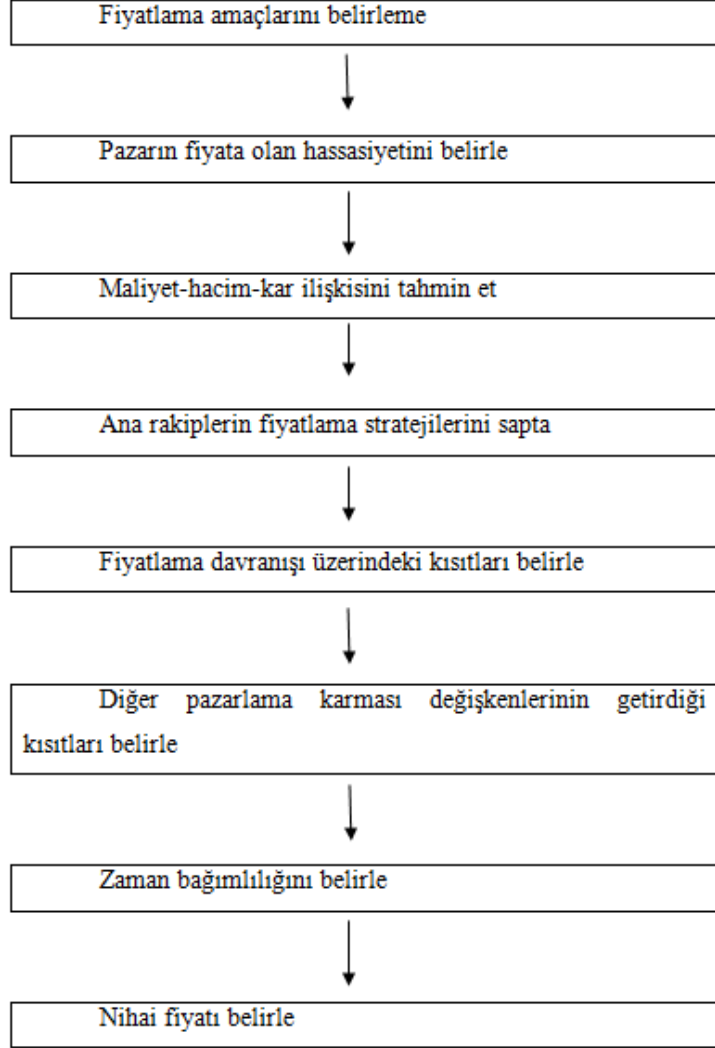 Fiyatlama amaçlarını belirleme
Pazarın fiyata olan hassasiyetini belirle
Maliyet-hacim-kar ilişkisini tahmin et
Ana rakiplerin fiyatlama stratejilerini sapta
Fiyatlama davranışı üzerindeki kısıtları belirle
Diğer pazarlama karması değişkenlerinin getirdiği
kısıtları belirle
Zaman bağımlılığını belirle
Nihai fiyatı belirle